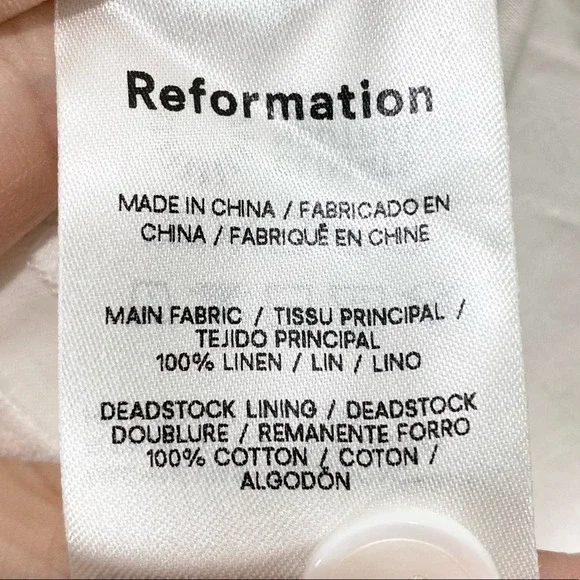 Reformation
MADE IN CHINA / FABRICADO EN
CHINA / FABRIQUÉ EN CHINE
MAIN FABRIC / TISSU PRINCIPAL /
TEJIDO PRINCIPAL
100% LINEN / LIN / LINO
DEADSTOCK LINING / DEADSTOCK
DOUBLURE / REMANENTE FORRO
100% COTTON / COTON /
ALGODÓN